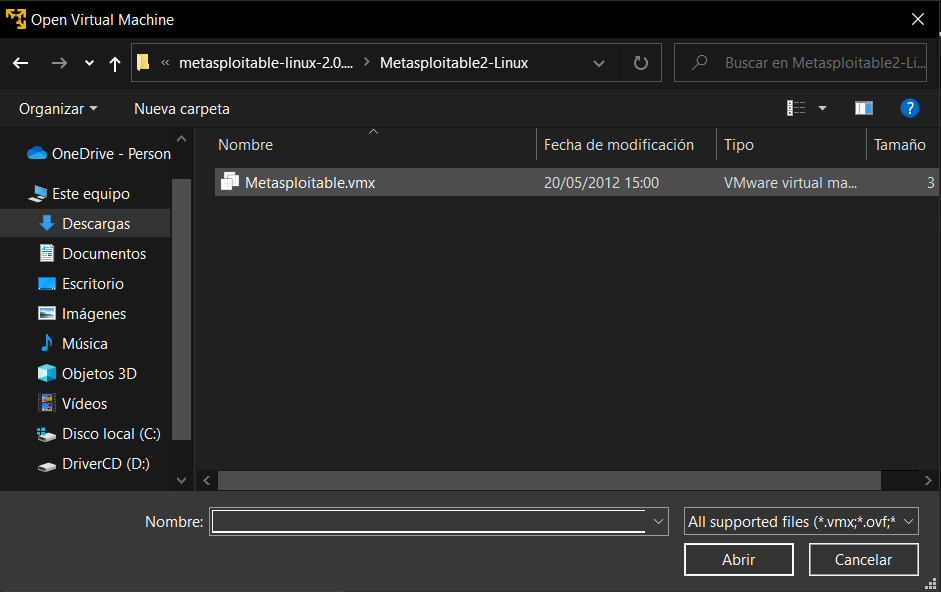 Open Virtual Machine
« metasploitable-linux-2.0.... > Metasploitable2-Linux
Buscar en Metasploitable2-Li...
Organizar
Nueva carpeta
?
OneDrive - Person
Este equipo
Descargas
Documentos
Escritorio
Imágenes
Música
Objetos 3D
Vídeos
Disco local (C:)
DriverCD (D:)
Nombre Fecha de modificación Tipo Tamaño
Metasploitable.vmx 20/05/2012 15:00 VMware virtual ma... 3
Nombre:
All supported files (*.vmx;*.ovf;*
Abrir
Cancelar